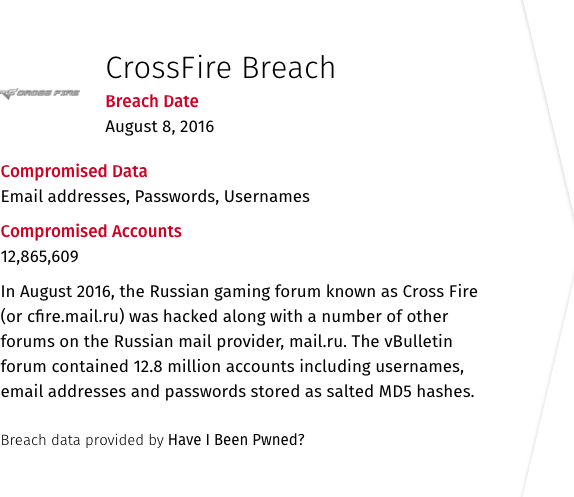 CROSS FIRE
CrossFire Breach
Breach Date
August 8, 2016
Compromised Data
Email addresses, Passwords, Usernames
Compromised Accounts
12,865,609
In August 2016, the Russian gaming forum known as Cross Fire
(or cfire.mail.ru) was hacked along with a number of other
forums on the Russian mail provider, mail.ru. The vBulletin
forum contained 12.8 million accounts including usernames,
email addresses and passwords stored as salted MD5 hashes.
Breach data provided by Have I Been Pwned?